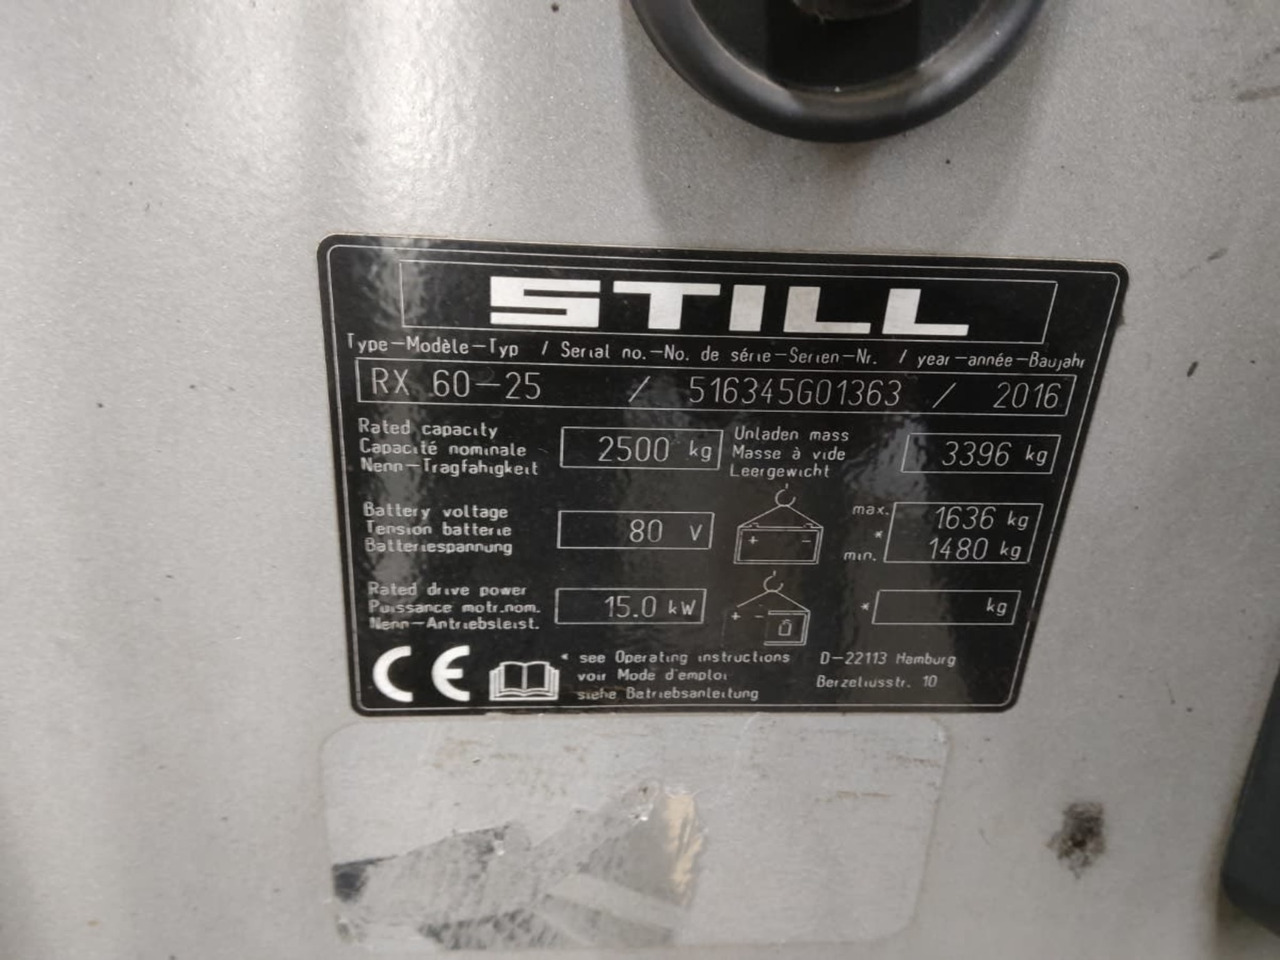 STILL
Type-Modèle-Typ / Serial no.-No. de série-Serien-Nr. / year-année-Baujahr
RX 60-25 / 516345G01363 / 2016
Rated capacity
Capacité nominale
Nenn-Tragfähigkeit
2500 kg
Unladen mass
Masse à vide
Leergewicht
3396 kg
Battery voltage
Tension batterie
Batteriespannung
80 V
+ -
max. 1636 kg
*
min. 1480 kg
Rated drive power
Puissance motr.nom.
Nenn-Antriebsleist.
15.0 kW
+ -
* kg
CE
* see Operating instructions
voir Mode d'emploi
siehe Betriebsanleitung
D-22113 Hamburg
Berzeliusstr. 10